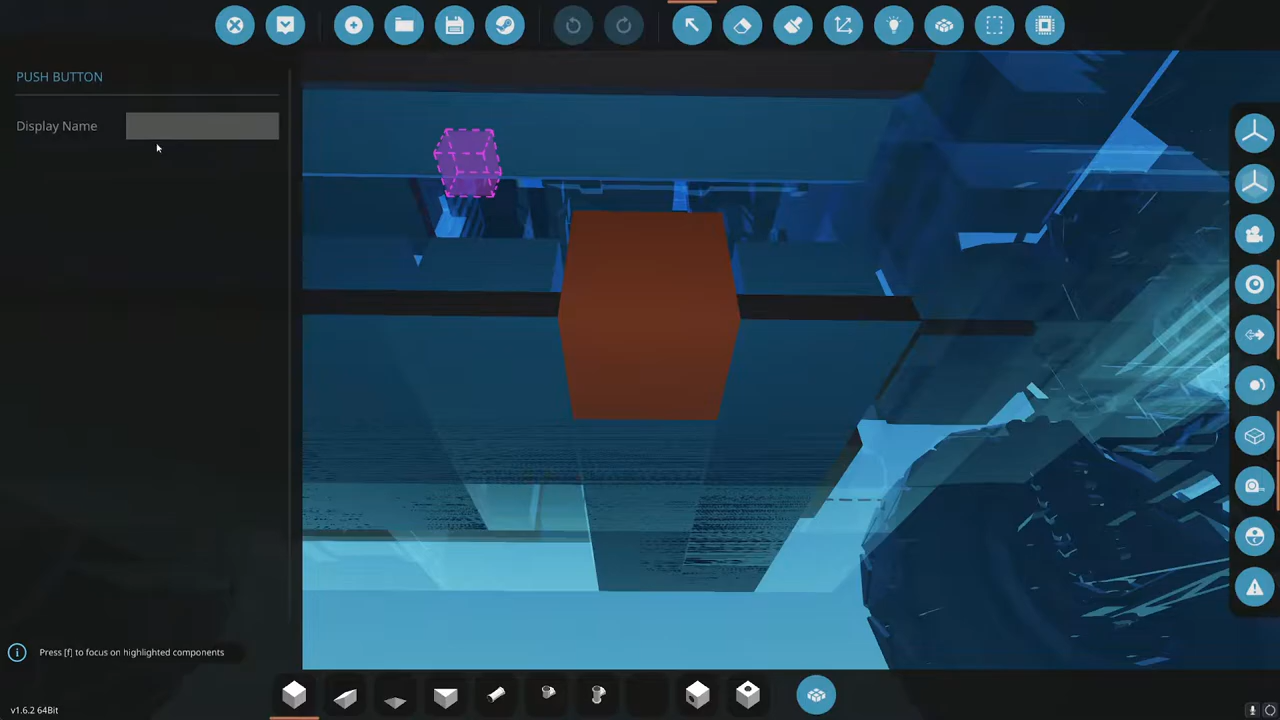 PUSH BUTTON
Display Name
Press [f] to focus on highlighted components
v1.6.2 64Bit